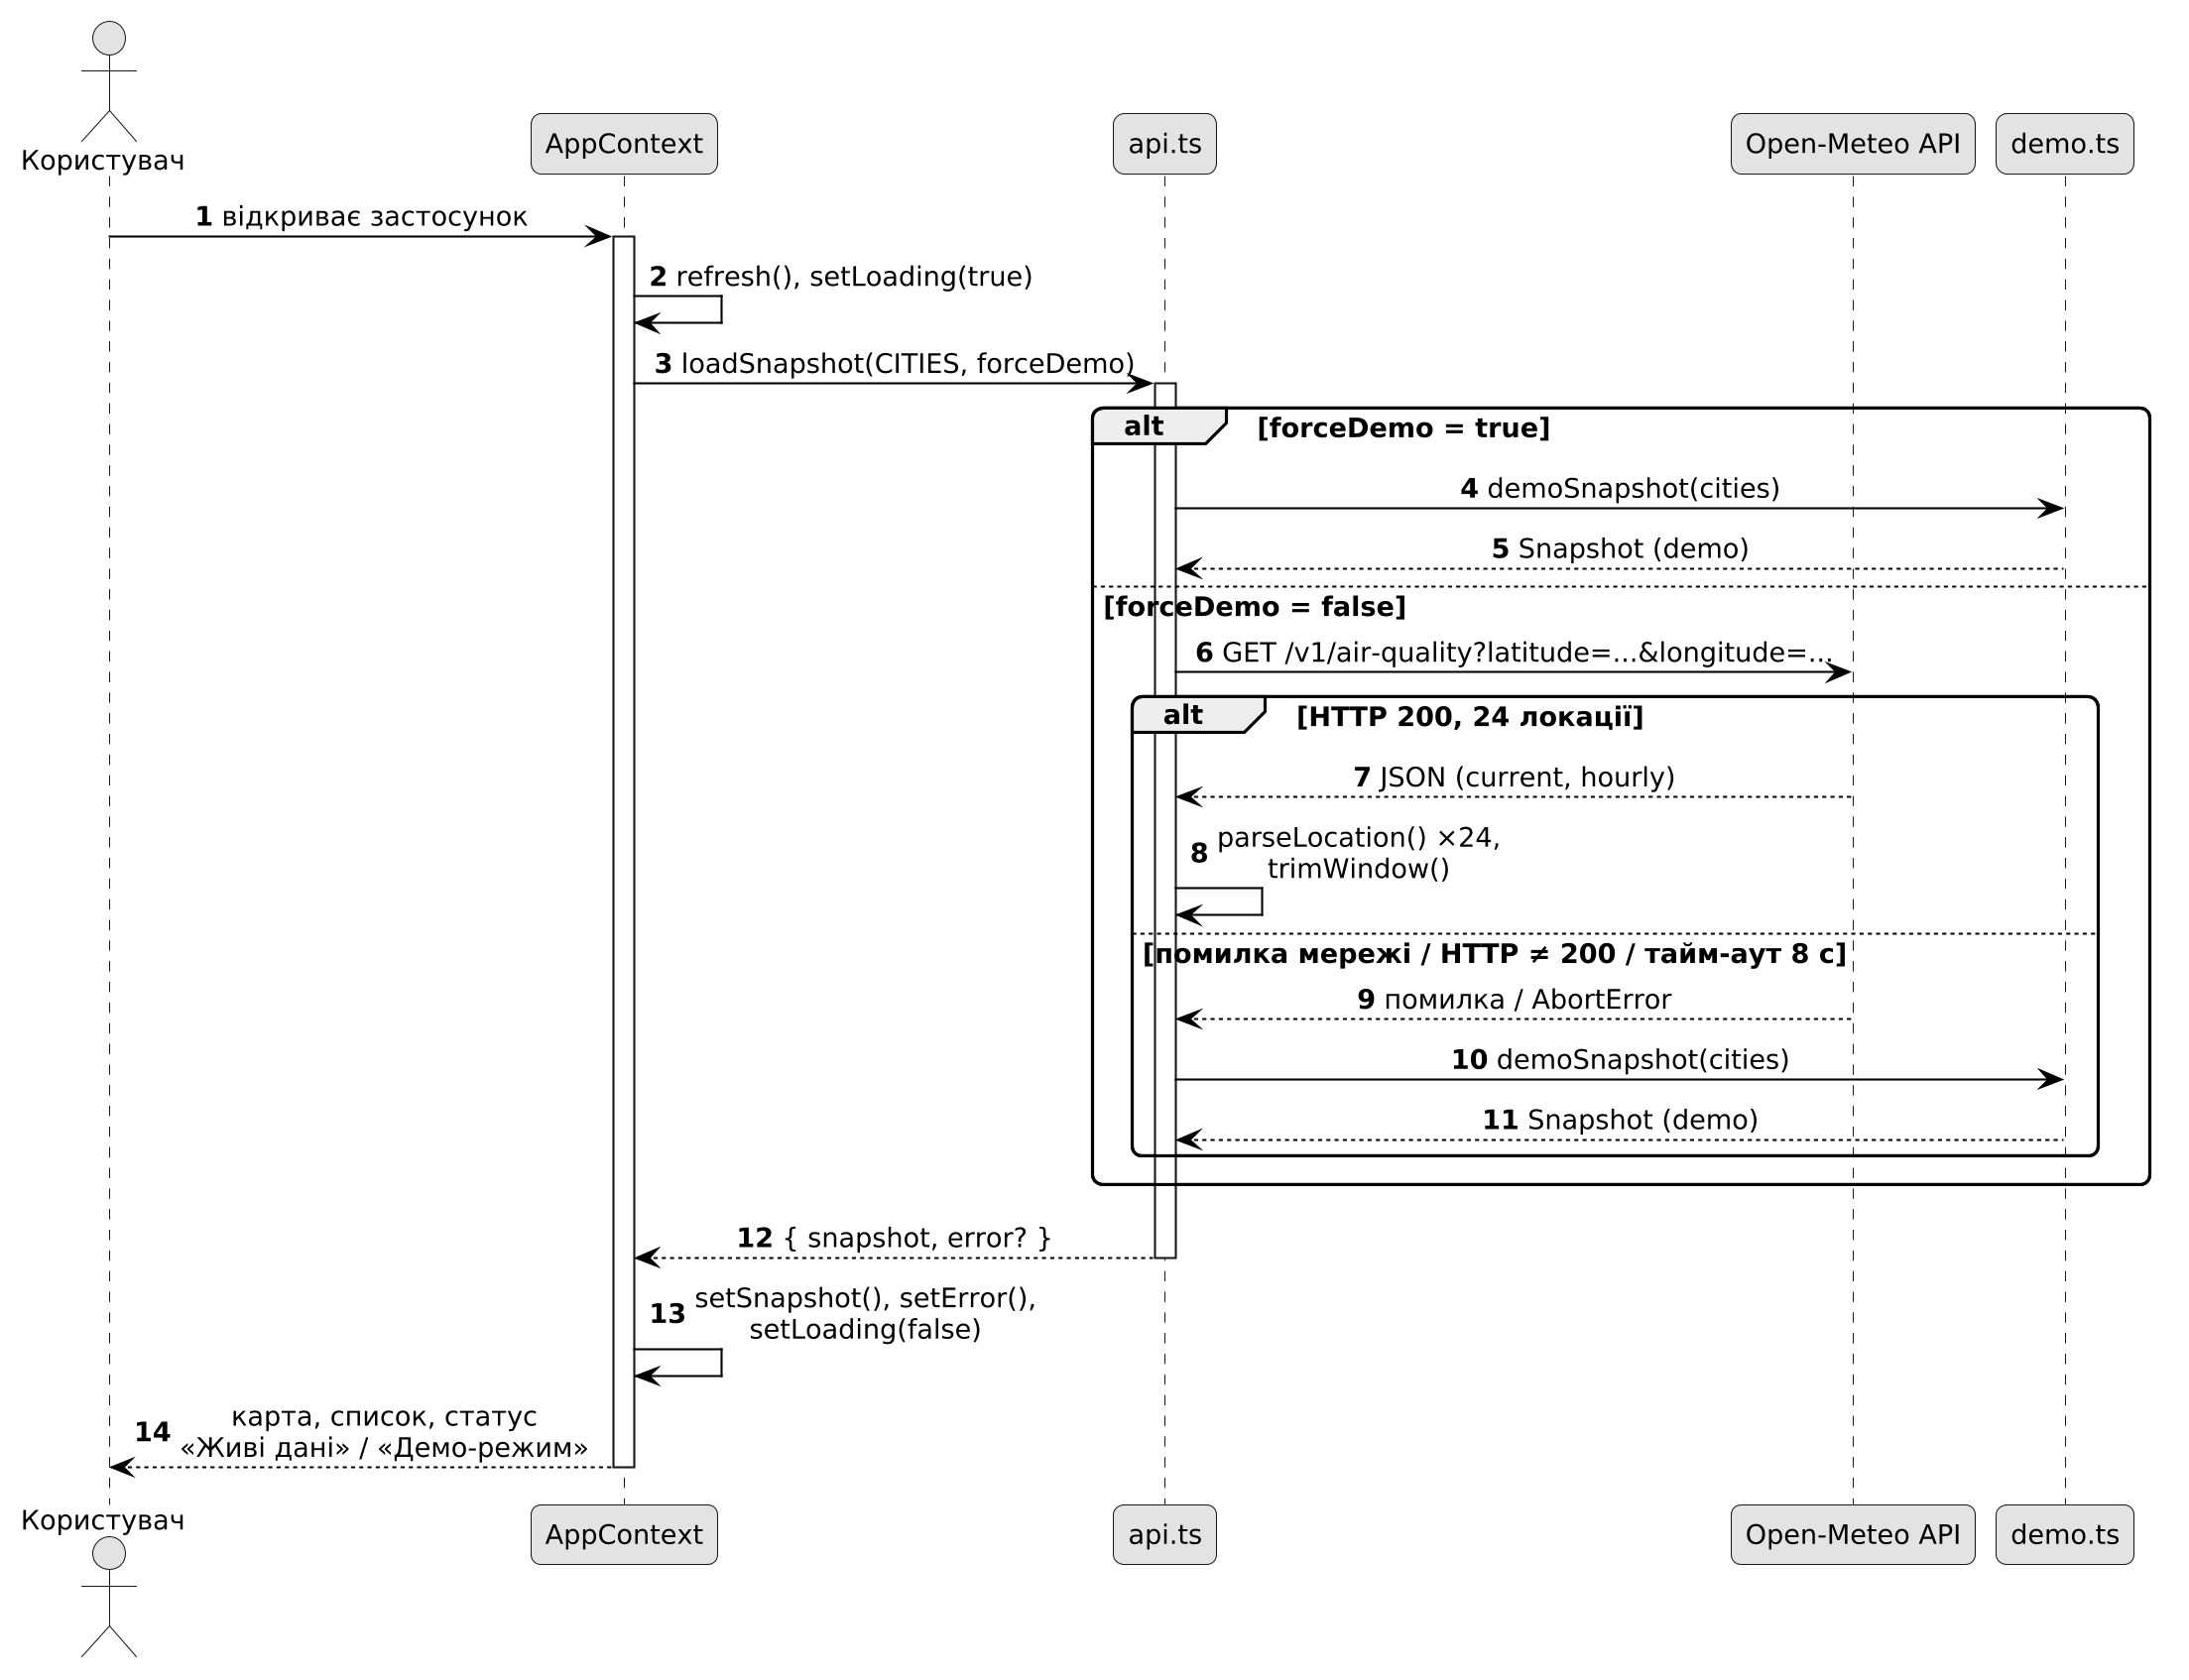 Користувач
AppContext
api.ts
Open-Meteo API
demo.ts
1 відкриває застосунок
2 refresh(), setLoading(true)
3 loadSnapshot(CITIES, forceDemo)
alt [forceDemo = true]
4 demoSnapshot(cities)
5 Snapshot (demo)
[forceDemo = false]
6 GET /v1/air-quality?latitude=...&longitude=...
alt [HTTP 200, 24 локації]
7 JSON (current, hourly)
8 parseLocation() ×24,
trimWindow()
[помилка мережі / HTTP ≠ 200 / тайм-аут 8 с]
9 помилка / AbortError
10 demoSnapshot(cities)
11 Snapshot (demo)
12 { snapshot, error? }
13 setSnapshot(), setError(),
setLoading(false)
14 карта, список, статус
«Живі дані» / «Демо-режим»
Користувач
AppContext
api.ts
Open-Meteo API
demo.ts